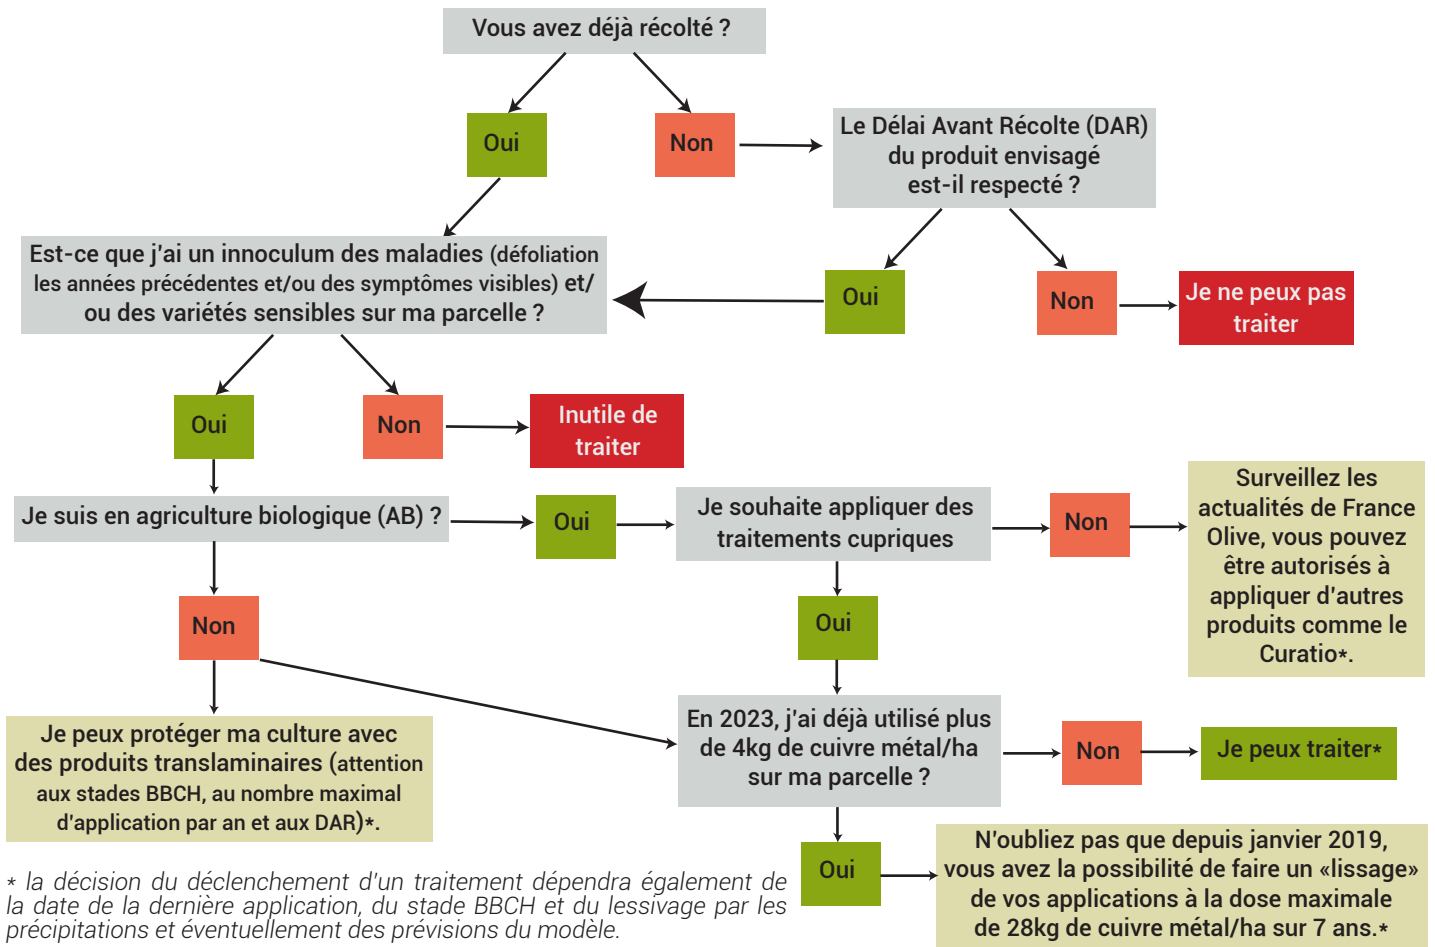 Vous avez déjà récolté ?
Oui
Non
Le Délai Avant Récolte (DAR)
du produit envisagé
est-il respecté ?
Est-ce que j'ai un innoculum des maladies (défoliation
les années précédentes et/ou des symptômes visibles) et/
ou des variétés sensibles sur ma parcelle ?
Oui
Non
Je ne peux pas
traiter
Oui
Non
Inutile de
traiter
Je suis en agriculture biologique (AB) ?
Oui
Je souhaite appliquer des
traitements cupriques
Non
Surveillez les
actualités de France
Olive, vous pouvez
être autorisés à
appliquer d'autres
produits comme le
Curatio*.
Non
Oui
Je peux protéger ma culture avec
des produits translaminaires (attention
aux stades BBCH, au nombre maximal
d'application par an et aux DAR)*.
En 2023, j'ai déjà utilisé plus
de 4kg de cuivre métal/ha
sur ma parcelle ?
Non
Je peux traiter*
Oui
N'oubliez pas que depuis janvier 2019,
vous avez la possibilité de faire un «lissage»
de vos applications à la dose maximale
de 28kg de cuivre métal/ha sur 7 ans.*
* la décision du déclenchement d'un traitement dépendra également de
la date de la dernière application, du stade BBCH et du lessivage par les
précipitations et éventuellement des prévisions du modèle.